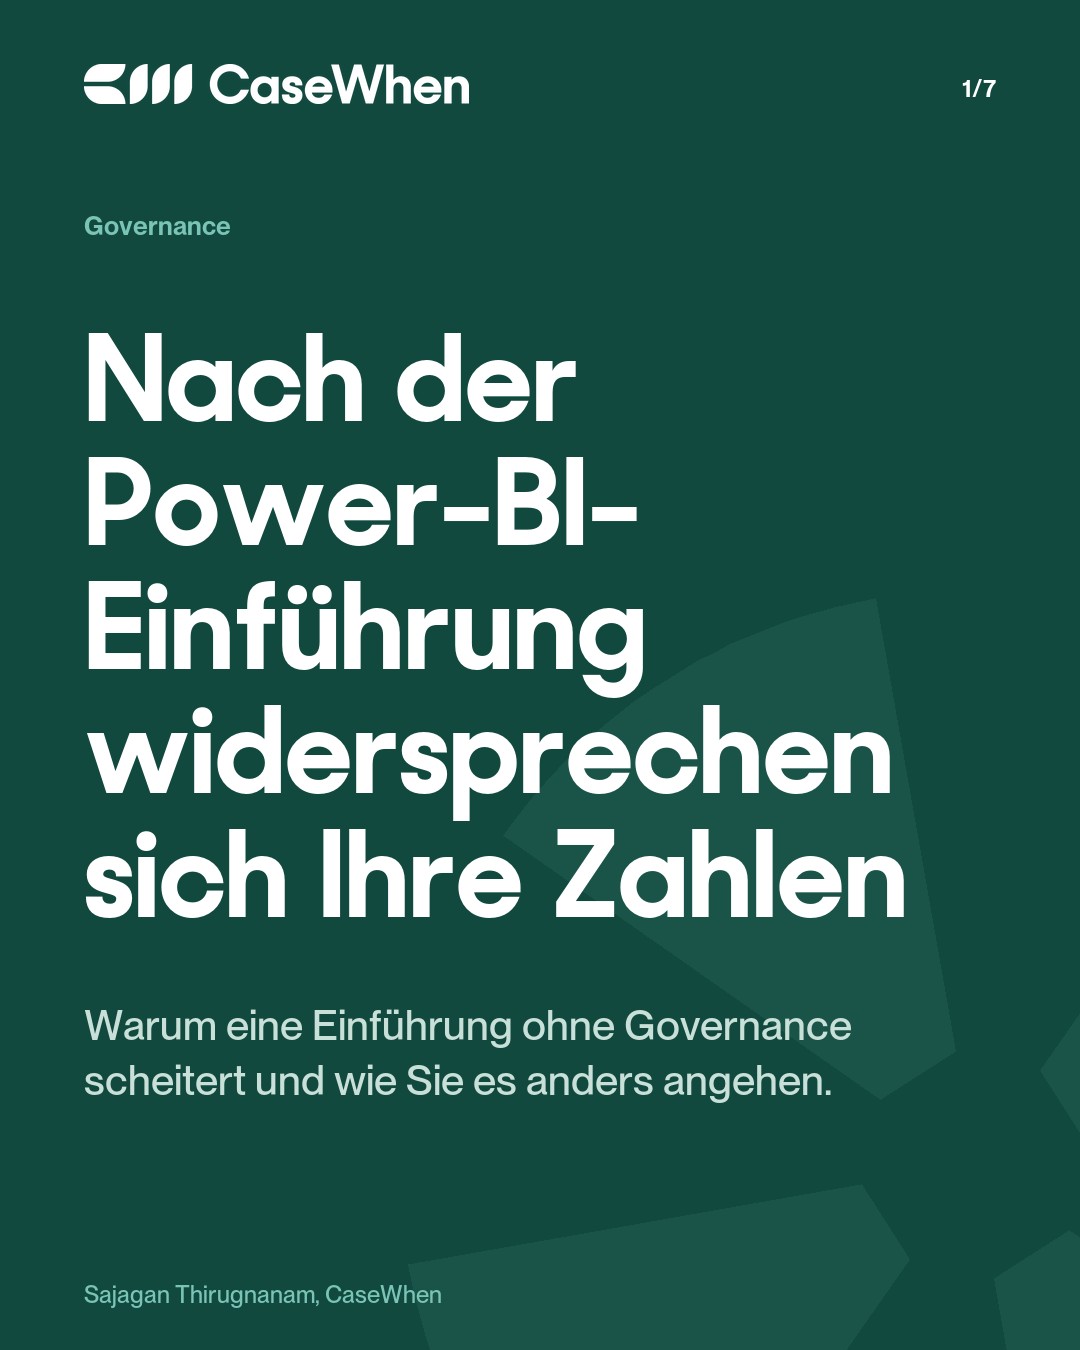 CaseWhen
1/7
Governance
Nach der
Power-BI-
Einführung
widersprechen
sich Ihre Zahlen
Warum eine Einführung ohne Governance
scheitert und wie Sie es anders angehen.
Sajagan Thirugnanam, CaseWhen